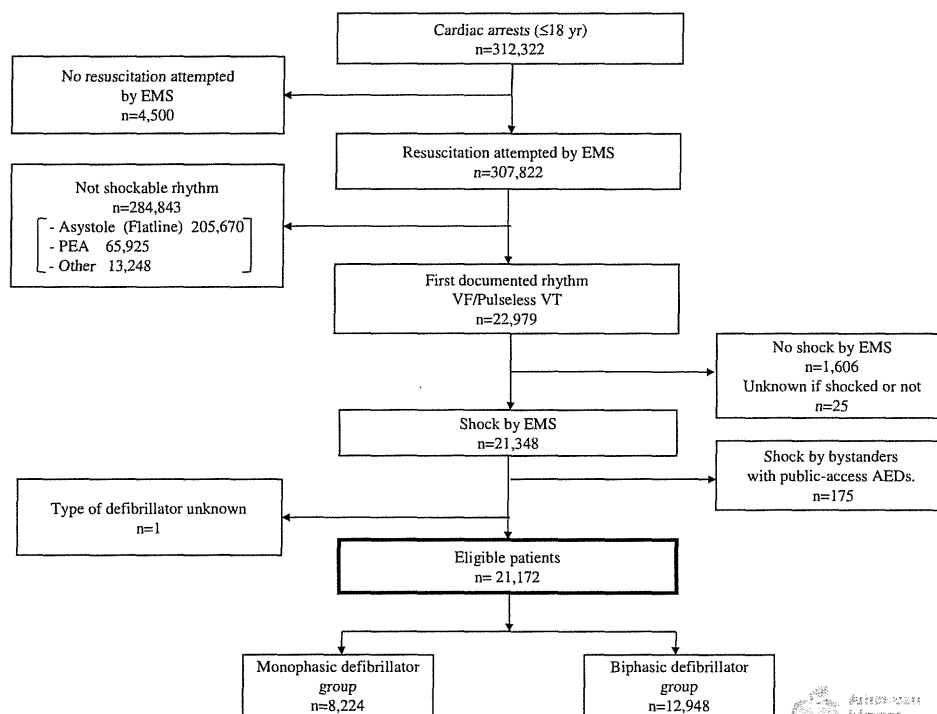 Cardiac arrests (≤18 yr)
n=312,322
No resuscitation attempted
by EMS
n=4,500
Resuscitation attempted by EMS
n=307,822
Not shockable rhythm
n=284,843
- Asystole (Flatline) 205,670
- PEA 65,925
- Other 13,248
First documented rhythm
VF/Pulseless VT
n=22,979
No shock by EMS
n=1,606
Unknown if shocked or not
n=25
Shock by EMS
n=21,348
Shock by bystanders
with public-access AEDs.
n=175
Type of defibrillator unknown
n=1
Eligible patients
n= 21,172
Monophasic defibrillator
group
n=8,224
Biphasic defibrillator
group
n=12,948